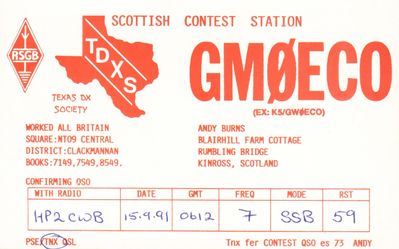 SCOTTISH CONTEST STATION
RSGB
TDXS
GMØECO
(EX: K5/GWØECO)
TEXAS DX
SOCIETY
WORKED ALL BRITAIN
SQUARE:NT09 CENTRAL
DISTRICT:CLACKMANNAN
BOOKS:7149,7549,8549.
ANDY BURNS
BLAIRHILL FARM COTTAGE
RUMBLING BRIDGE
KINROSS, SCOTLAND
CONFIRMING QSO
WITH RADIO DATE GMT FREQ MODE RST
HP2CWB 15.9.91 0612 7 SSB 59
PSE/TNX QSL Tnx fer CONTEST QSO es 73 ANDY